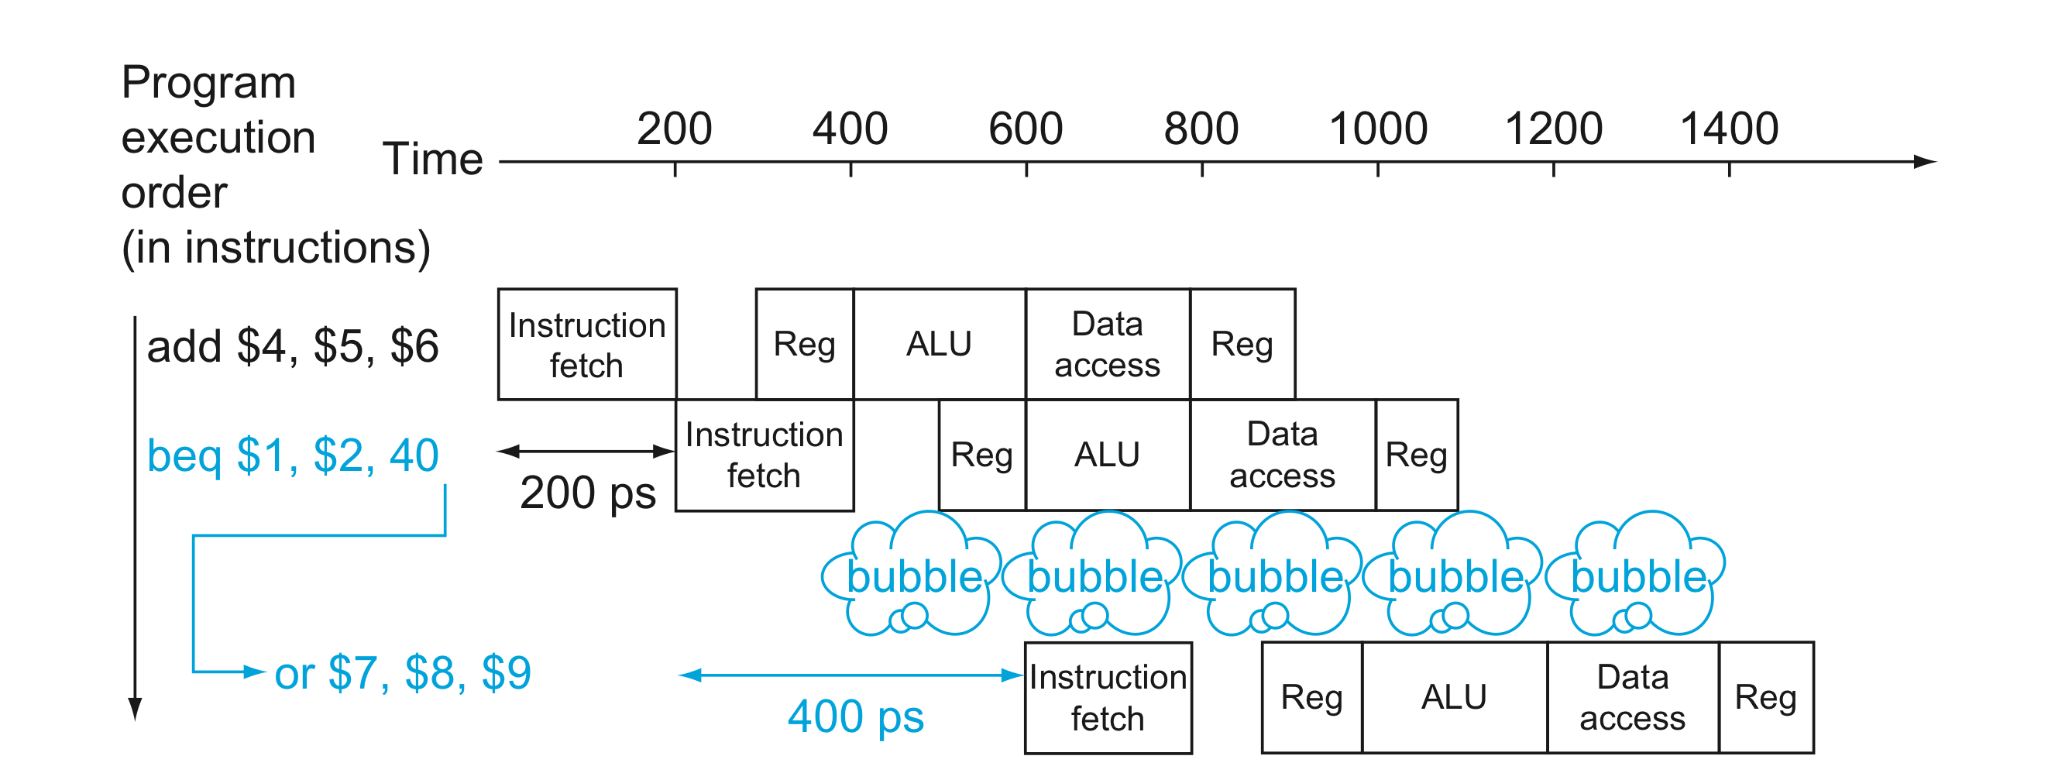 Program
execution
order
(in instructions)
Time
200 400 600 800 1000 1200 1400
add $4, $5, $6
Instruction
fetch
Reg
ALU
Data
access
Reg
beq $1, $2, 40
200 ps
Instruction
fetch
Reg
ALU
Data
access
Reg
bubble bubble bubble bubble bubble
or $7, $8, $9
400 ps
Instruction
fetch
Reg
ALU
Data
access
Reg